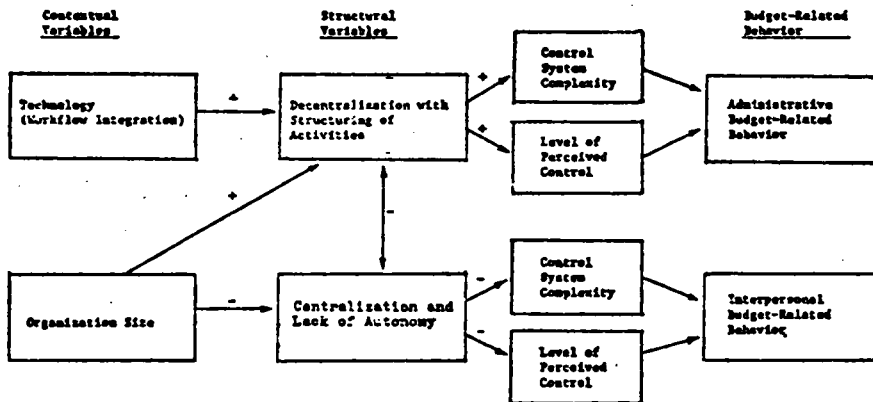 Contextual
Variables
Structural
Variables
Budget-Related
Behavior
Technology
(Workflow Integration)
+
Decentralization with
Structuring of
Activities
+
+
Control
System
Complexity
Level of
Perceived
Control
Administrative
Budget-Related
Behavior
+
-
Organization Size
-
Centralization and
Lack of Autonomy
-
-
Control
System
Complexity
Level of
Perceived
Control
Interpersonal
Budget-Related
Behavior